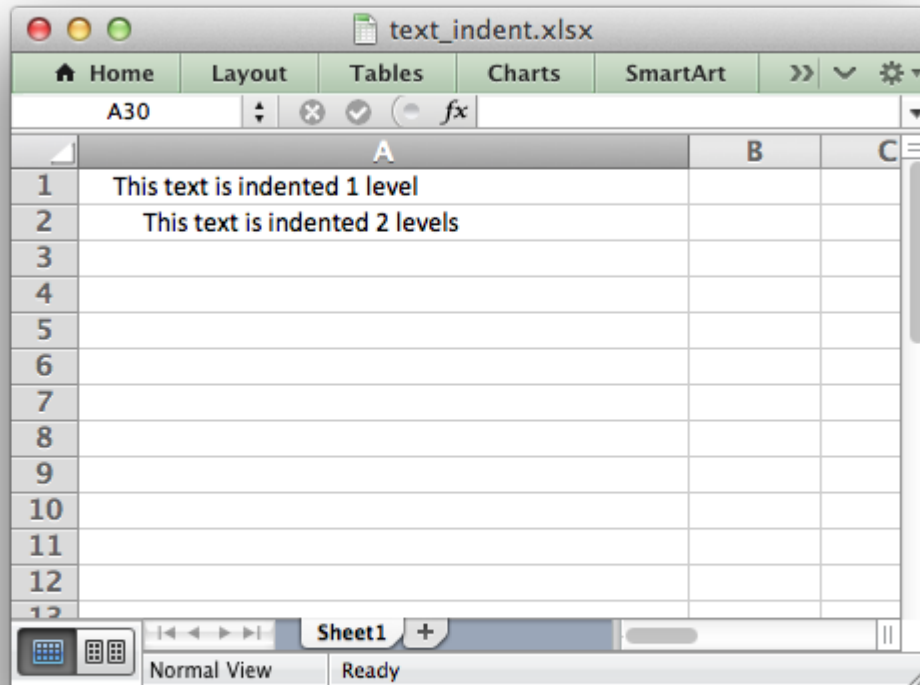 text_indent.xlsx
Home Layout Tables Charts SmartArt
A30 fx
A B C
1 This text is indented 1 level
2 This text is indented 2 levels
3
4
5
6
7
8
9
10
11
12
13
Sheet1 +
Normal View Ready